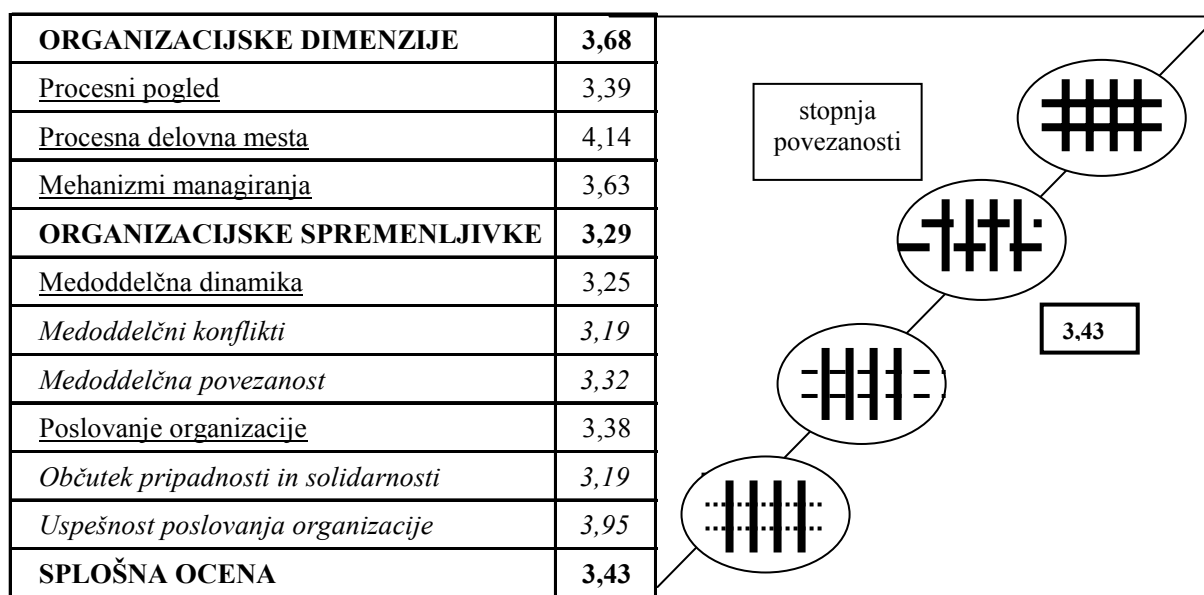 ORGANIZACIJSKE DIMENZIJE 3,68
Procesni pogled 3,39
Procesna delovna mesta 4,14
Mehanizmi managiranja 3,63
ORGANIZACIJSKE SPREMENLJIVKE 3,29
Medoddelčna dinamika 3,25
Medoddelčni konflikti 3,19
Medoddelčna povezanost 3,32
Poslovanje organizacije 3,38
Občutek pripadnosti in solidarnosti 3,19
Uspešnost poslovanja organizacije 3,95
SPLOŠNA OCENA 3,43
stopnja
povezanosti
3,43